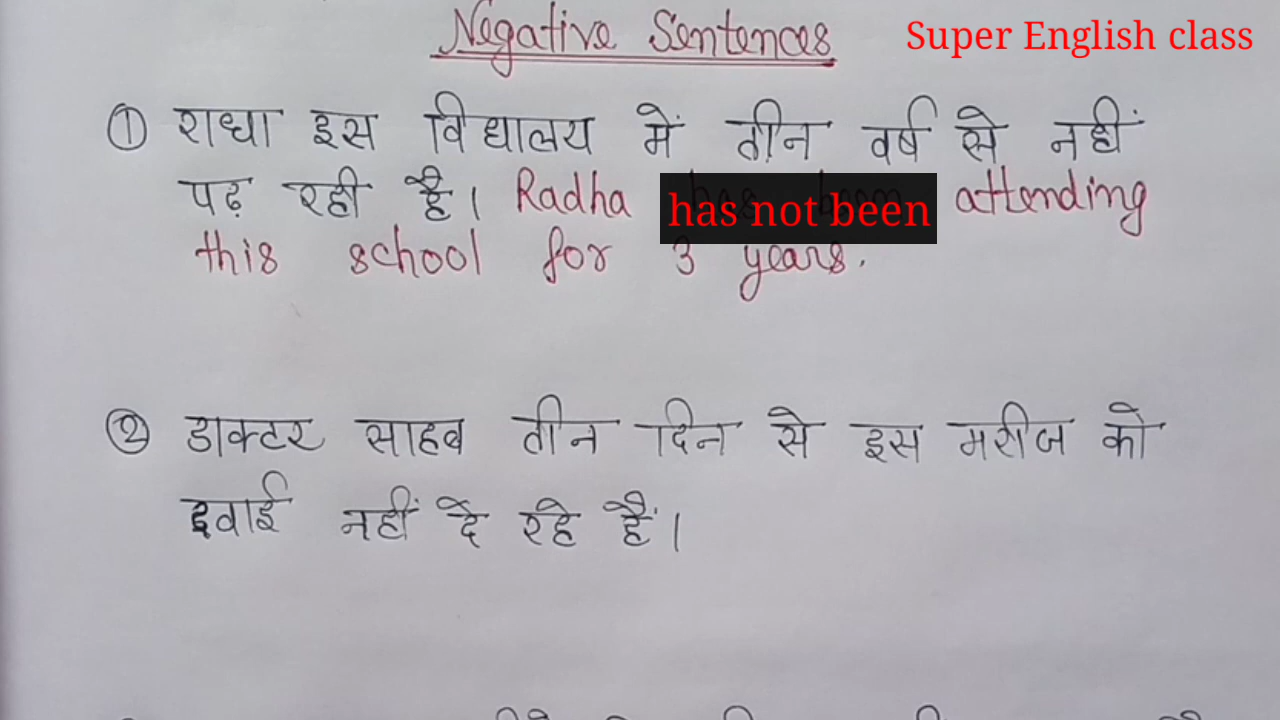 Negative Sentences
Super English class
① राधा इस विद्यालय में तीन वर्ष से नहीं
पढ़ रही है। Radha has not been attending
this school for 3 years.
② डाक्टर साहब तीन दिन से इस मरीज को
दवाई नहीं दे रहे हैं।